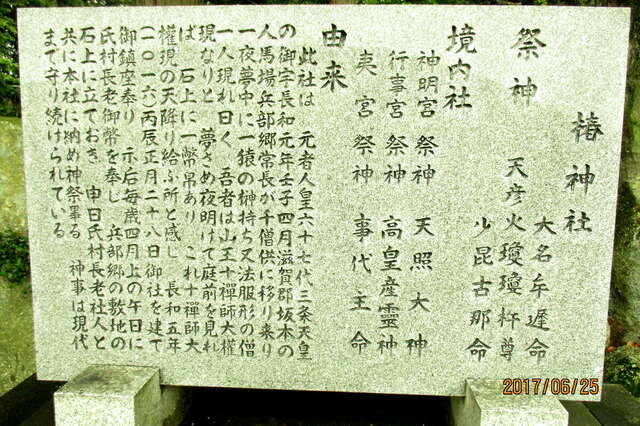 椿神社
祭神
大名牟遅命
天彦火瓊瓊杵尊
少昆古那命
境内社
神明宮 祭神 天照大神
行事宮 祭神 高皇産霊神
夷宮 祭神 事代主命
由来
此社は 元者人皇六十七代三条天皇
の御宇長和元年壬子四月滋賀郡坂本の
人馬場兵部郷常長が千僧供に移り来り
一夜夢中に一猿の榊持ち又法服形の僧
一人現れ曰く 吾者は山王十禅師大権
現なりと 夢さめ夜明けて庭前を見れ
ば 石上に一幣帛あり これ十禅師大
権現の天降り給ふ所と感じ 長和五年
(一〇一六)丙辰正月二十八日御社を建て
御鎮座奉り 示后毎歳四月上の午日に
氏村長老御幣を奉じ 兵部郷の敷地の
石上に立ておき 申日氏村長老社人と
共に本社に納め神祭畢る 神事は現代
まで守り続けられている
2017/06/25